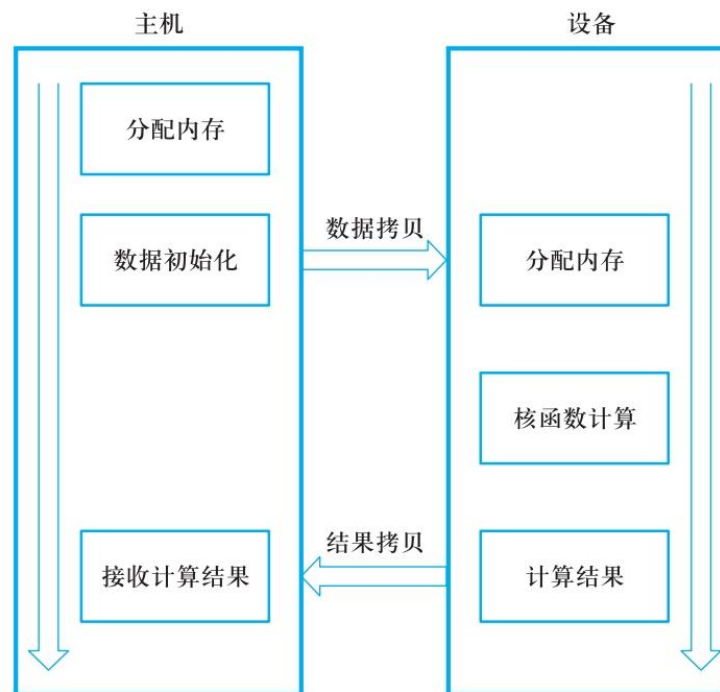 主机
设备
分配内存
数据拷贝
数据初始化
分配内存
核函数计算
结果拷贝
接收计算结果
计算结果